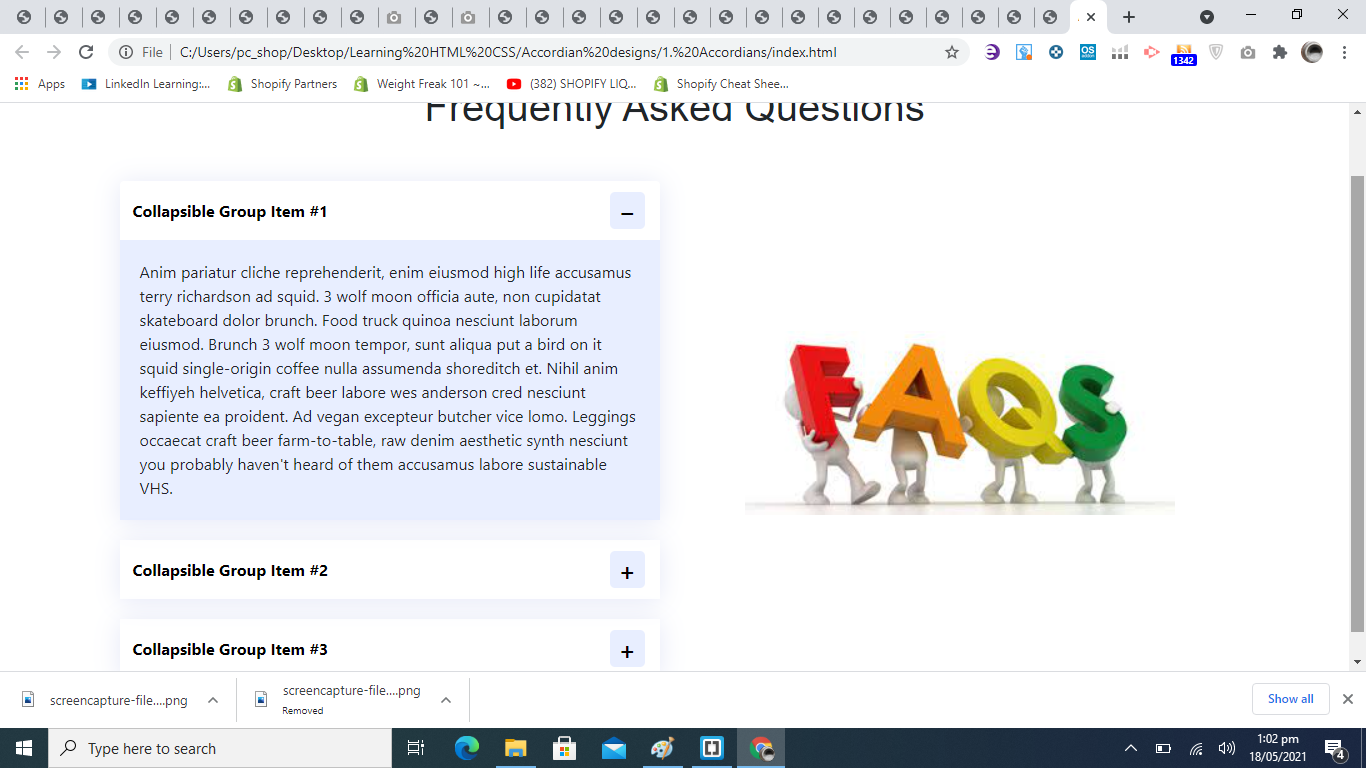 File
C:/Users/pc_shop/Desktop/Learning%20HTML%20CSS/Accordian%20designs/1.%20Accordians/index.html
OS
1342
Apps
LinkedIn Learning:...
Shopify Partners
Weight Freak 101 ~...
(382) SHOPIFY LIQ...
Shopify Cheat Shee...
Frequently Asked Questions
Collapsible Group Item #1
−
Anim pariatur cliche reprehenderit, enim eiusmod high life accusamus
terry richardson ad squid. 3 wolf moon officia aute, non cupidatat
skateboard dolor brunch. Food truck quinoa nesciunt laborum
eiusmod. Brunch 3 wolf moon tempor, sunt aliqua put a bird on it
squid single-origin coffee nulla assumenda shoreditch et. Nihil anim
keffiyeh helvetica, craft beer labore wes anderson cred nesciunt
sapiente ea proident. Ad vegan excepteur butcher vice lomo. Leggings
occaecat craft beer farm-to-table, raw denim aesthetic synth nesciunt
you probably haven't heard of them accusamus labore sustainable
VHS.
FAQS
Collapsible Group Item #2
+
Collapsible Group Item #3
+
screencapture-file....png
screencapture-file....png
Removed
Show all
Type here to search
1:02 pm
18/05/2021
4